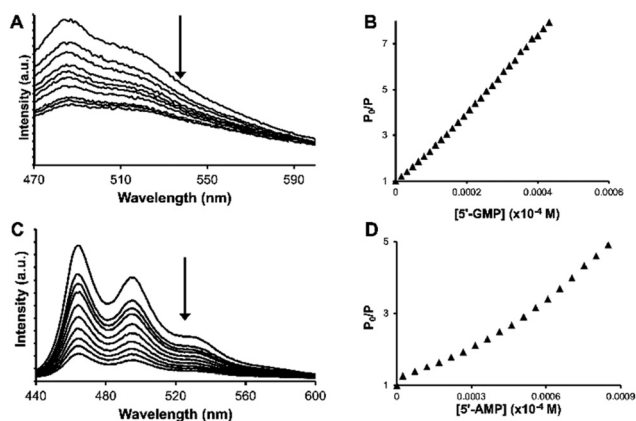 A
Intensity (a.u.)
470 510 550 590
Wavelength (nm)
B
P₀/P
7
5
3
1
0 0.0002 0.0004 0.0006
[5'-GMP] (x10⁻⁴ M)
C
Intensity (a.u.)
440 480 520 560 600
Wavelength (nm)
D
P₀/P
5
3
1
0 0.0003 0.0006 0.0009
[5'-AMP] (x10⁻⁴ M)